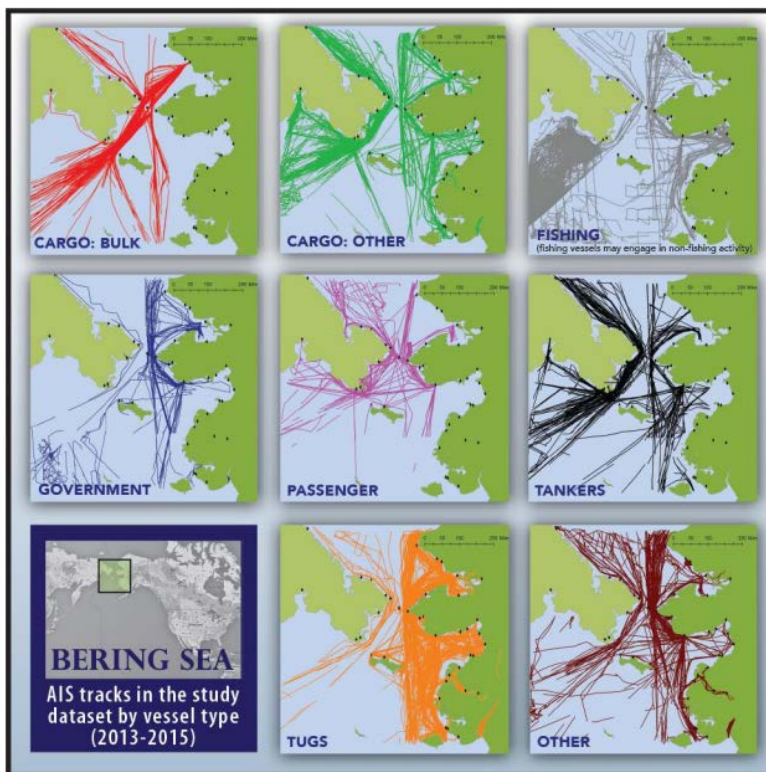 CARGO: BULK
CARGO: OTHER
FISHING
(fishing vessels may engage in non-fishing activity)
GOVERNMENT
PASSENGER
TANKERS
BERING SEA
AIS tracks in the study
dataset by vessel type
(2013-2015)
TUGS
OTHER